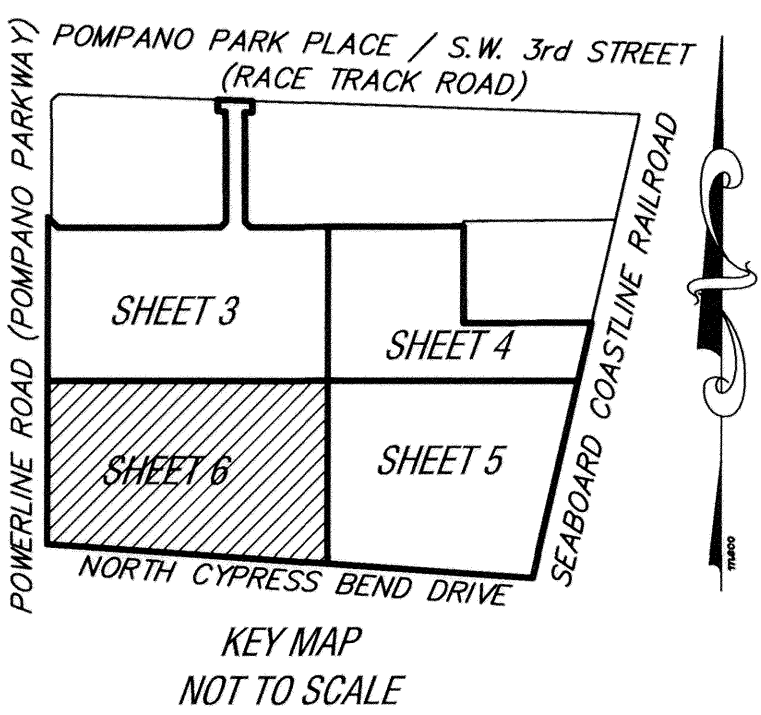 POMPANO PARK PLACE / S.W. 3rd STREET
(RACE TRACK ROAD)
POWERLINE ROAD (POMPANO PARKWAY)
SEABOARD COASTLINE RAILROAD
SHEET 3
SHEET 4
SHEET 6
SHEET 5
NORTH CYPRESS BEND DRIVE
KEY MAP
NOT TO SCALE